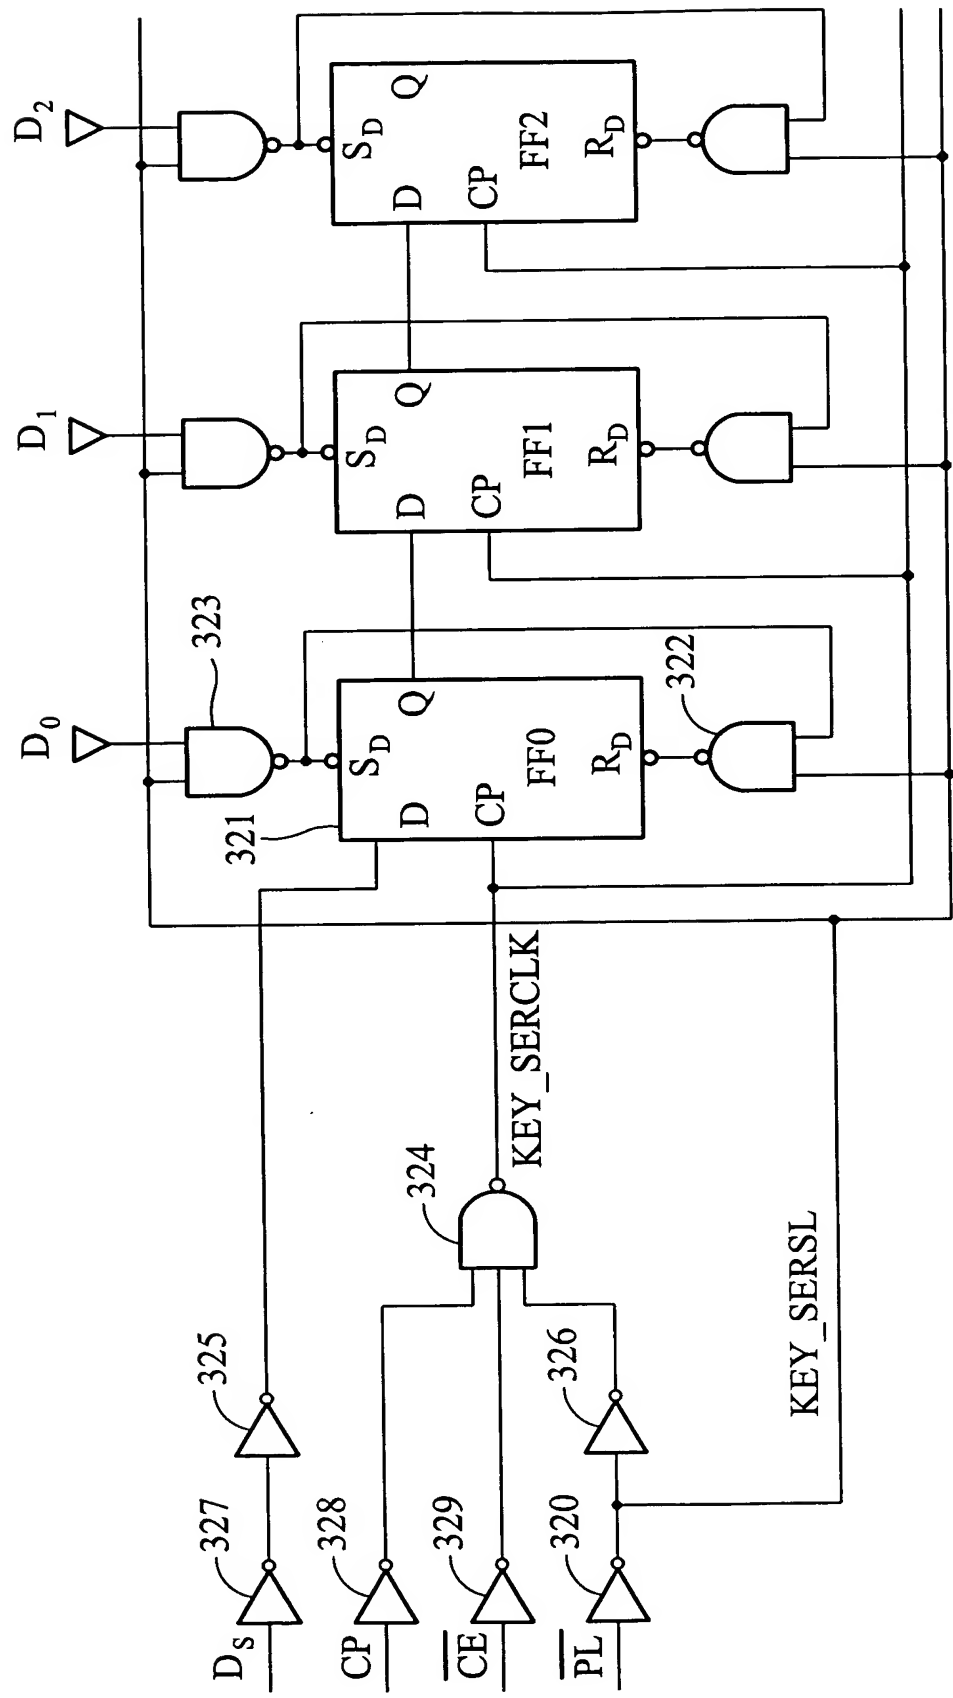 D0
D1
D2
323
321
SD
Q
D
CP
FF0
RD
322
SD
Q
D
CP
FF1
RD
SD
Q
D
CP
FF2
RD
KEY_SERCLK
324
KEY_SERSL
325
326
327
328
329
320
DS
CP
CE
PL